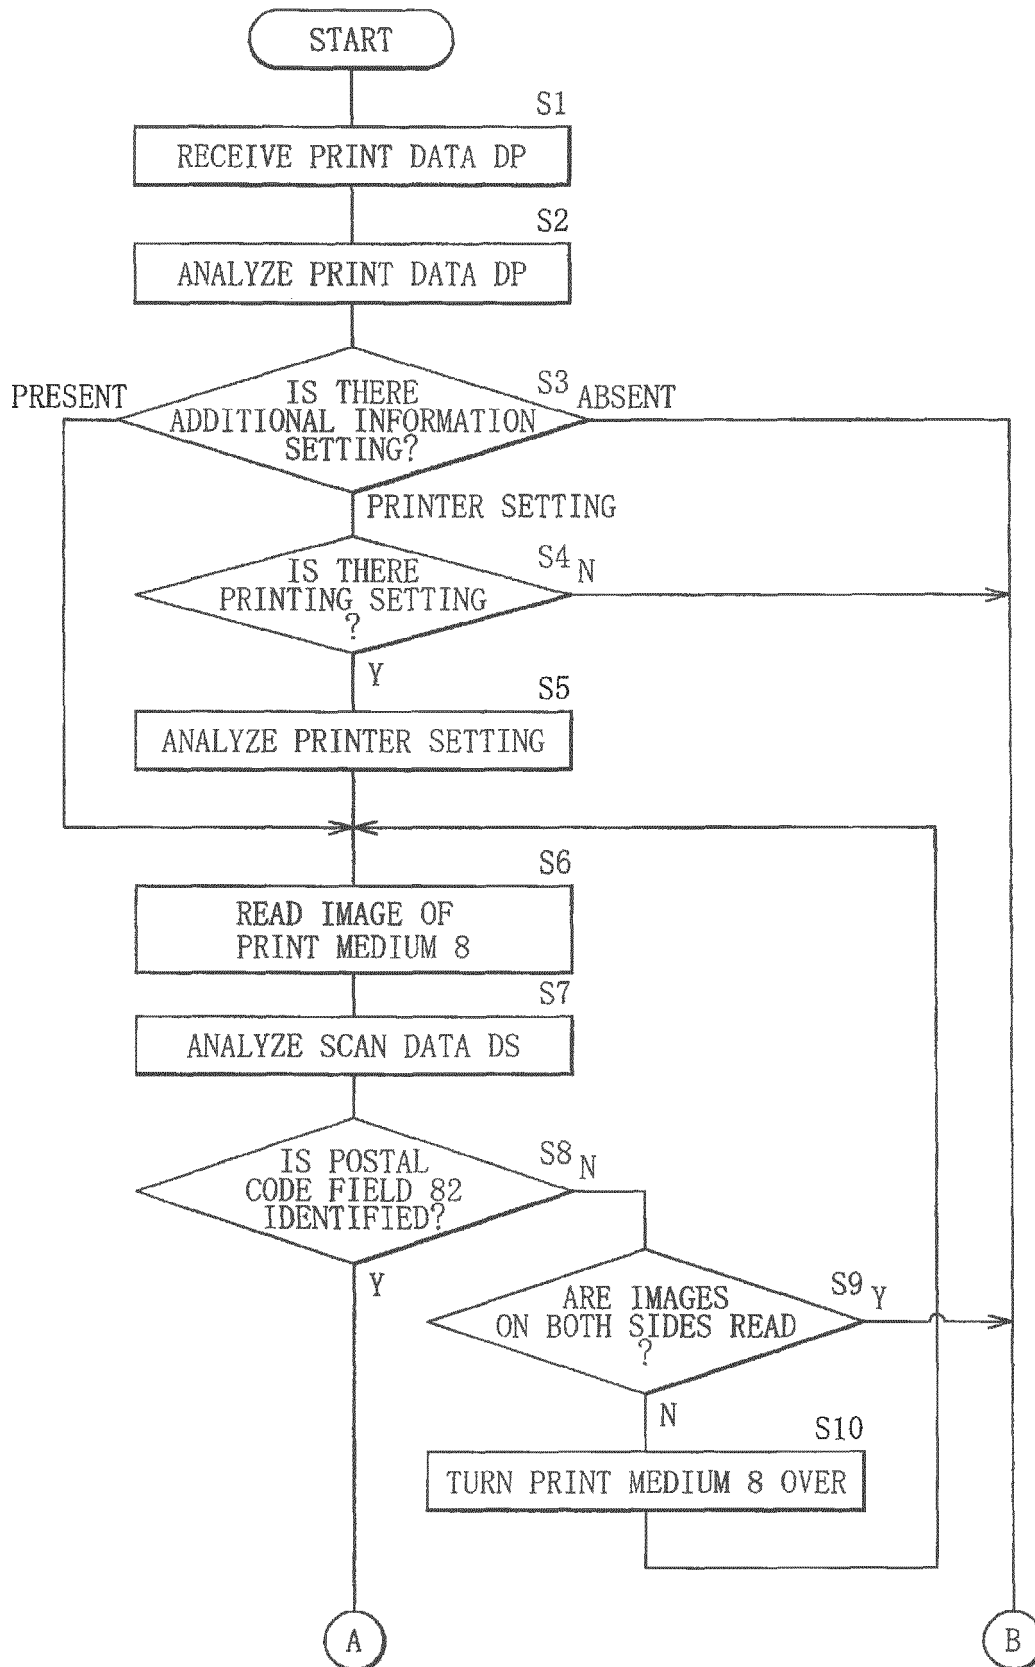 START
S1
RECEIVE PRINT DATA DP
S2
ANALYZE PRINT DATA DP
S3
PRESENT
IS THERE
ADDITIONAL INFORMATION
SETTING?
ABSENT
PRINTER SETTING
S4
IS THERE
PRINTING SETTING
?
N
Y
S5
ANALYZE PRINTER SETTING
S6
READ IMAGE OF
PRINT MEDIUM 8
S7
ANALYZE SCAN DATA DS
S8
IS POSTAL
CODE FIELD 82
IDENTIFIED?
N
Y
S9
ARE IMAGES
ON BOTH SIDES READ
?
Y
N
S10
TURN PRINT MEDIUM 8 OVER
A
B